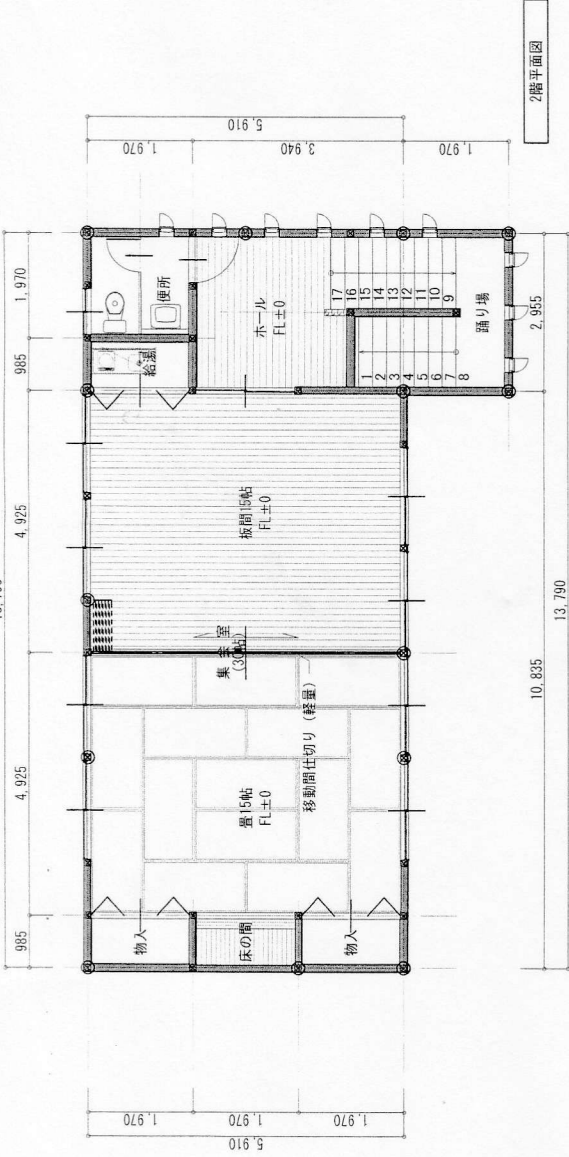 2階平面図
1,970
985
4,925
4,925
985
5,910
1,970
3,940
1,970
便所
給湯
ホール
FL±0
17
16
15
14
13
12
11
10
9
1
2
3
4
5
6
7
8
踊り場
2,955
板間15帖
FL±0
集会室
(30帖)
移動間仕切り(軽量)
畳15帖
FL±0
物入
床の間
物入
10,835
13,790
1,970
1,970
1,970
5,910